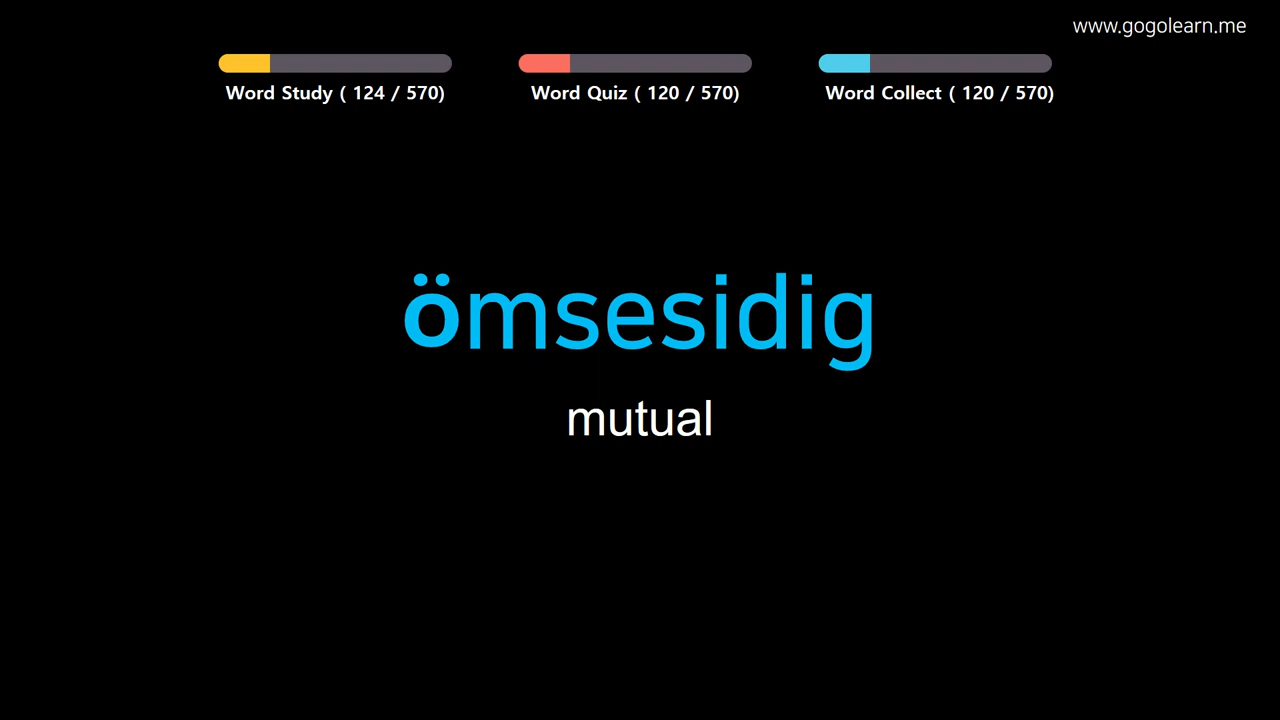 www.gogolearn.me
Word Study ( 124 / 570)
Word Quiz ( 120 / 570)
Word Collect ( 120 / 570)
ömsesidig
mutual